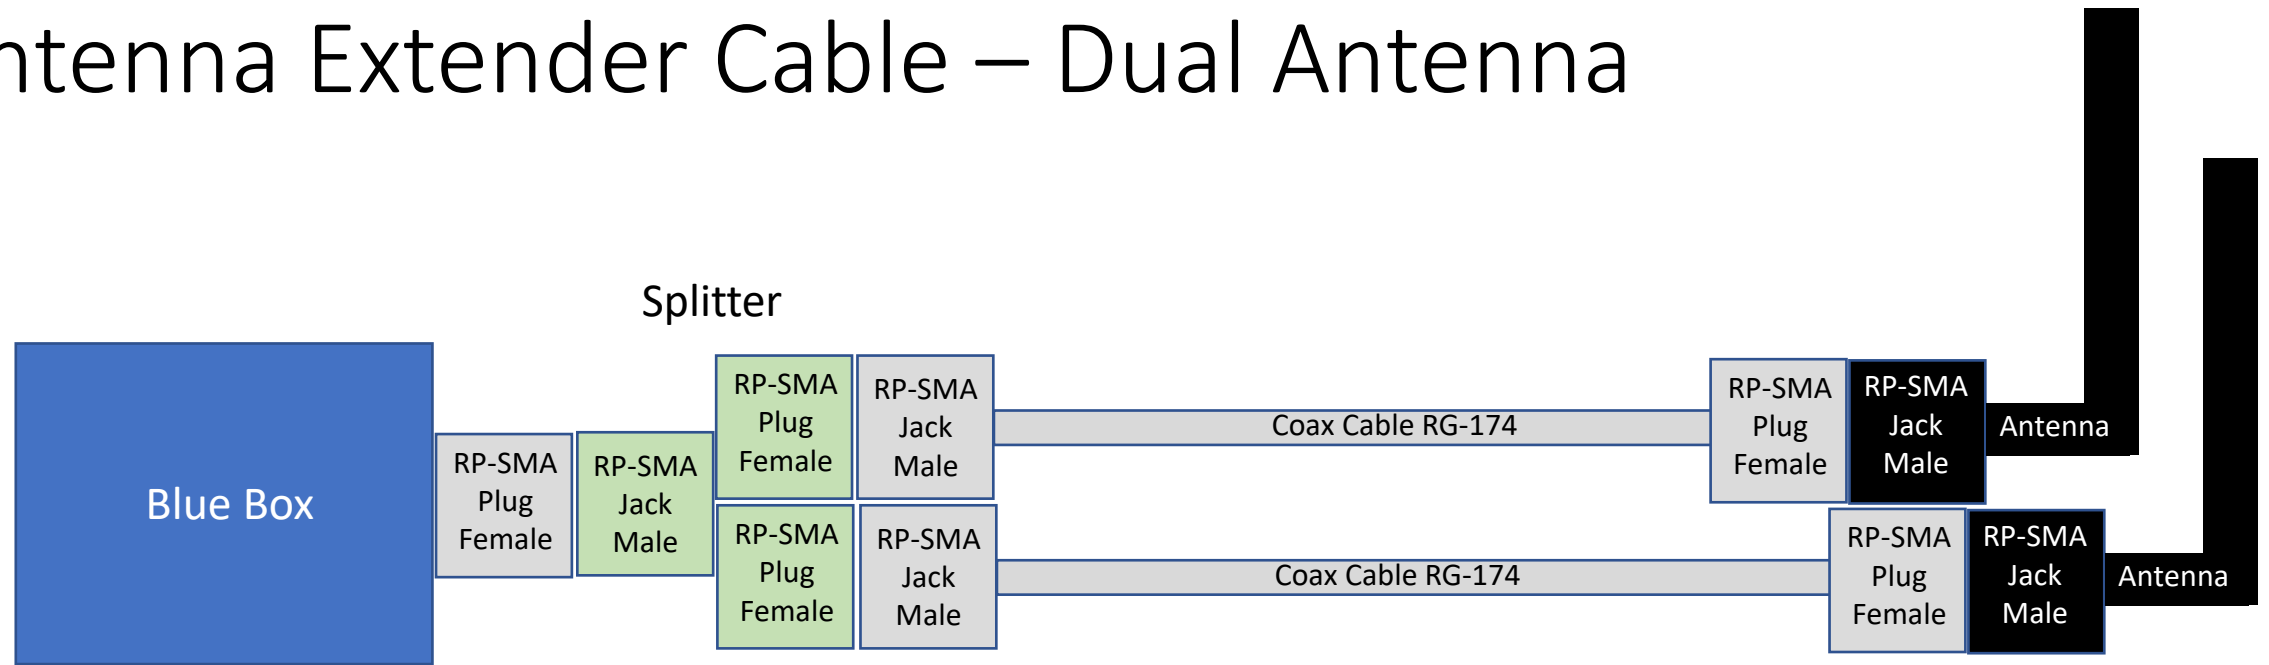 ntenna Extender Cable – Dual Antenna
Splitter
Blue Box
RP-SMA
Plug
Female
RP-SMA
Jack
Male
RP-SMA
Plug
Female
RP-SMA
Jack
Male
Coax Cable RG-174
RP-SMA
Plug
Female
RP-SMA
Jack
Male
Antenna
RP-SMA
Plug
Female
RP-SMA
Jack
Male
Coax Cable RG-174
RP-SMA
Plug
Female
RP-SMA
Jack
Male
Antenna